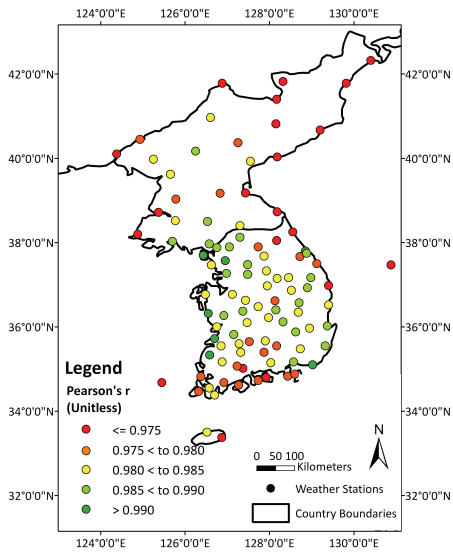 124°0'0"E 126°0'0"E 128°0'0"E 130°0'0"E
42°0'0"N 42°0'0"N
40°0'0"N 40°0'0"N
38°0'0"N 38°0'0"N
36°0'0"N 36°0'0"N
34°0'0"N 34°0'0"N
32°0'0"N 32°0'0"N
Legend
Pearson's r
(Unitless)
<= 0.975
0.975 < to 0.980
0.980 < to 0.985
0.985 < to 0.990
> 0.990
N
0 50 100
Kilometers
Weather Stations
Country Boundaries
124°0'0"E 126°0'0"E 128°0'0"E 130°0'0"E